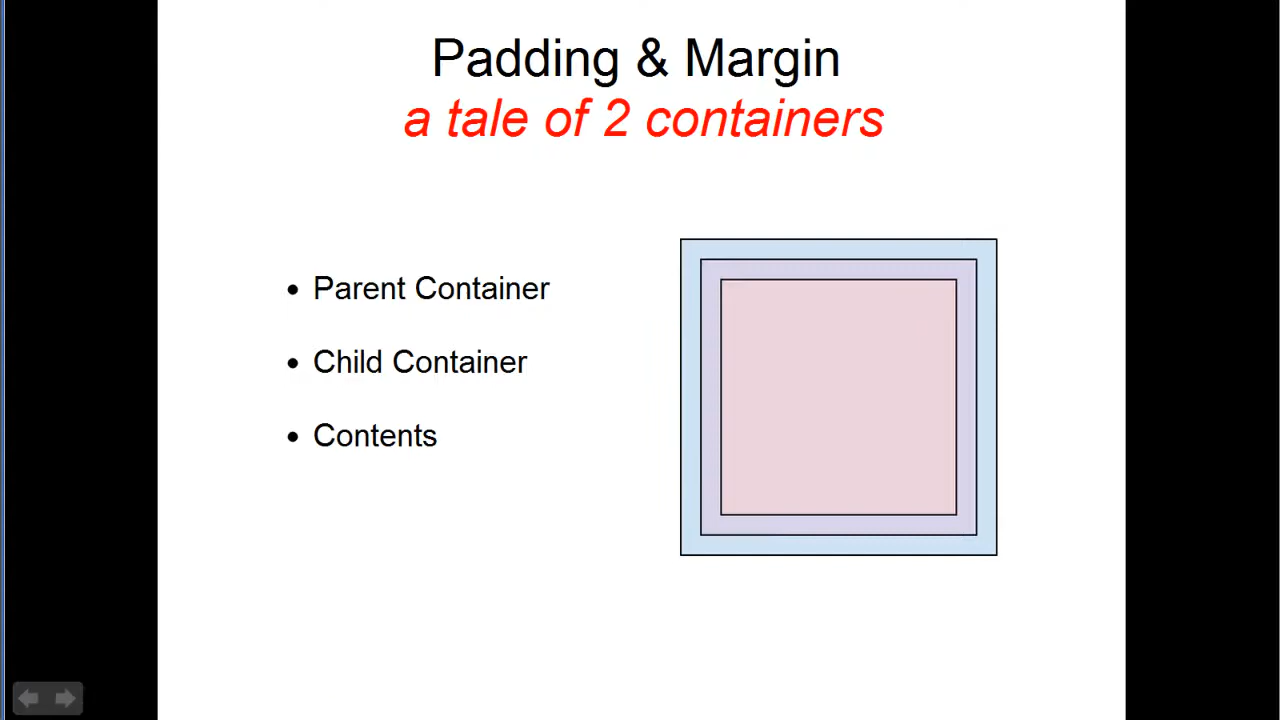 Padding & Margin
a tale of 2 containers
• Parent Container
• Child Container
• Contents